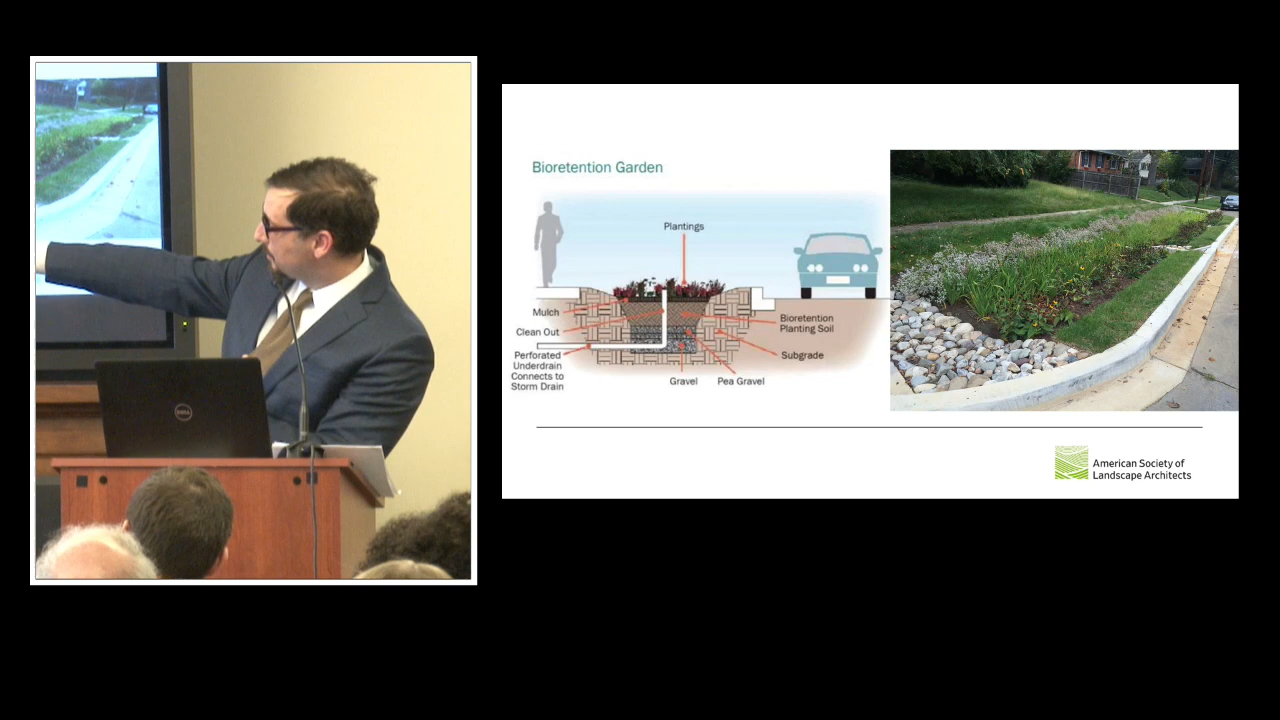 Bioretention Garden
Plantings
Mulch
Clean Out
Perforated
Underdrain
Connects to
Storm Drain
Bioretention
Planting Soil
Subgrade
Gravel
Pea Gravel
American Society of
Landscape Architects
DELL